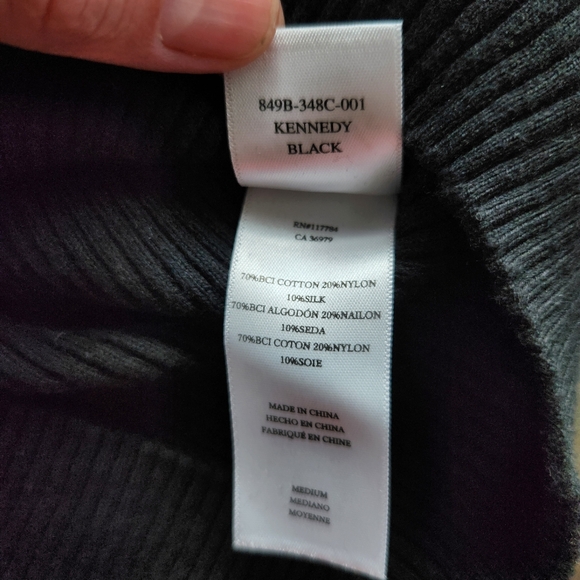 849B-348C-001
KENNEDY
BLACK
RN#117794
CA 36979
70%BCI COTTON 20%NYLON
10%SILK
70%BCI ALGODÓN 20%NAILON
10%SEDA
70%BCI COTON 20%NYLON
10%SOIE
MADE IN CHINA
HECHO EN CHINA
FABRIQUÉ EN CHINE
MEDIUM
MEDIANO
MOYENNE